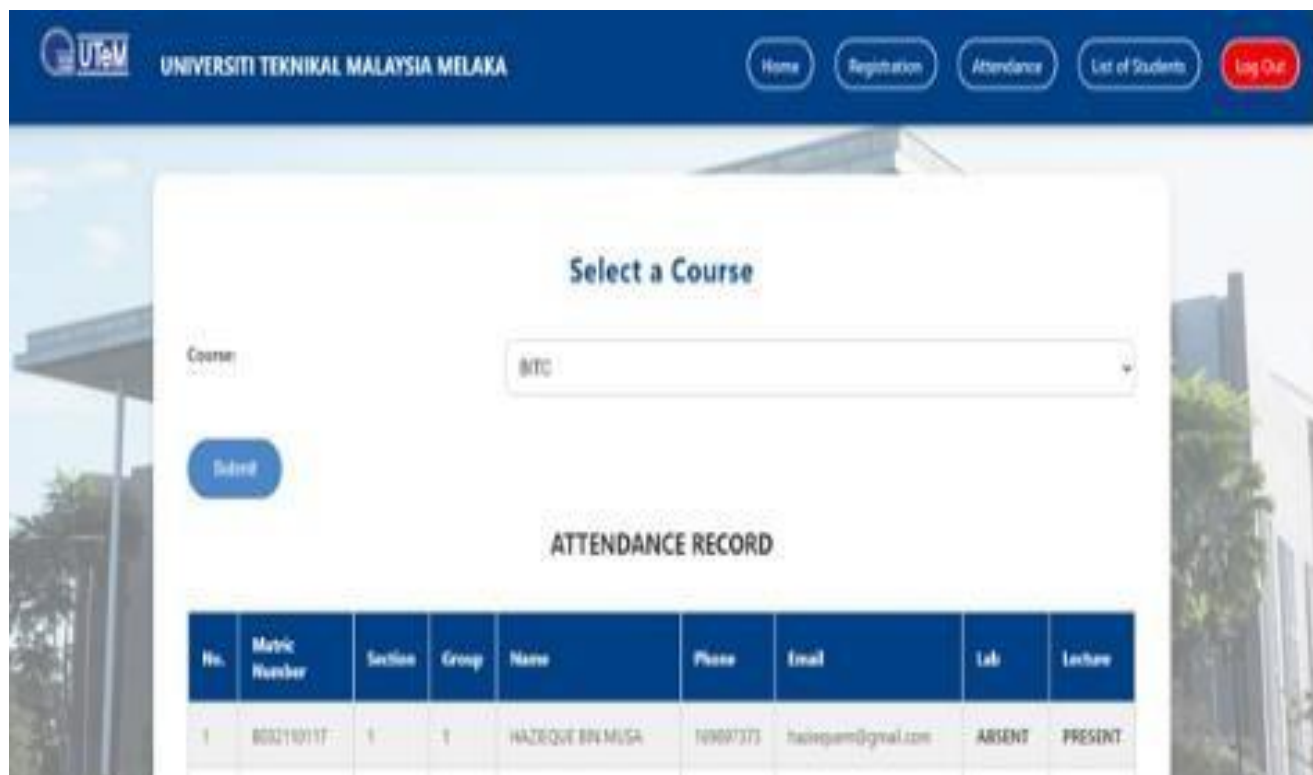 UTeM
UNIVERSITI TEKNIKAL MALAYSIA MELAKA
Home Registration Attendance List of Students Log Out
Select a Course
Course:
BITC
Submit
ATTENDANCE RECORD
No. Matric Number Section Group Name Phone Email Lab Lecture
1 1 1 HAZIEQUE BIN MUSA ABSENT PRESENT